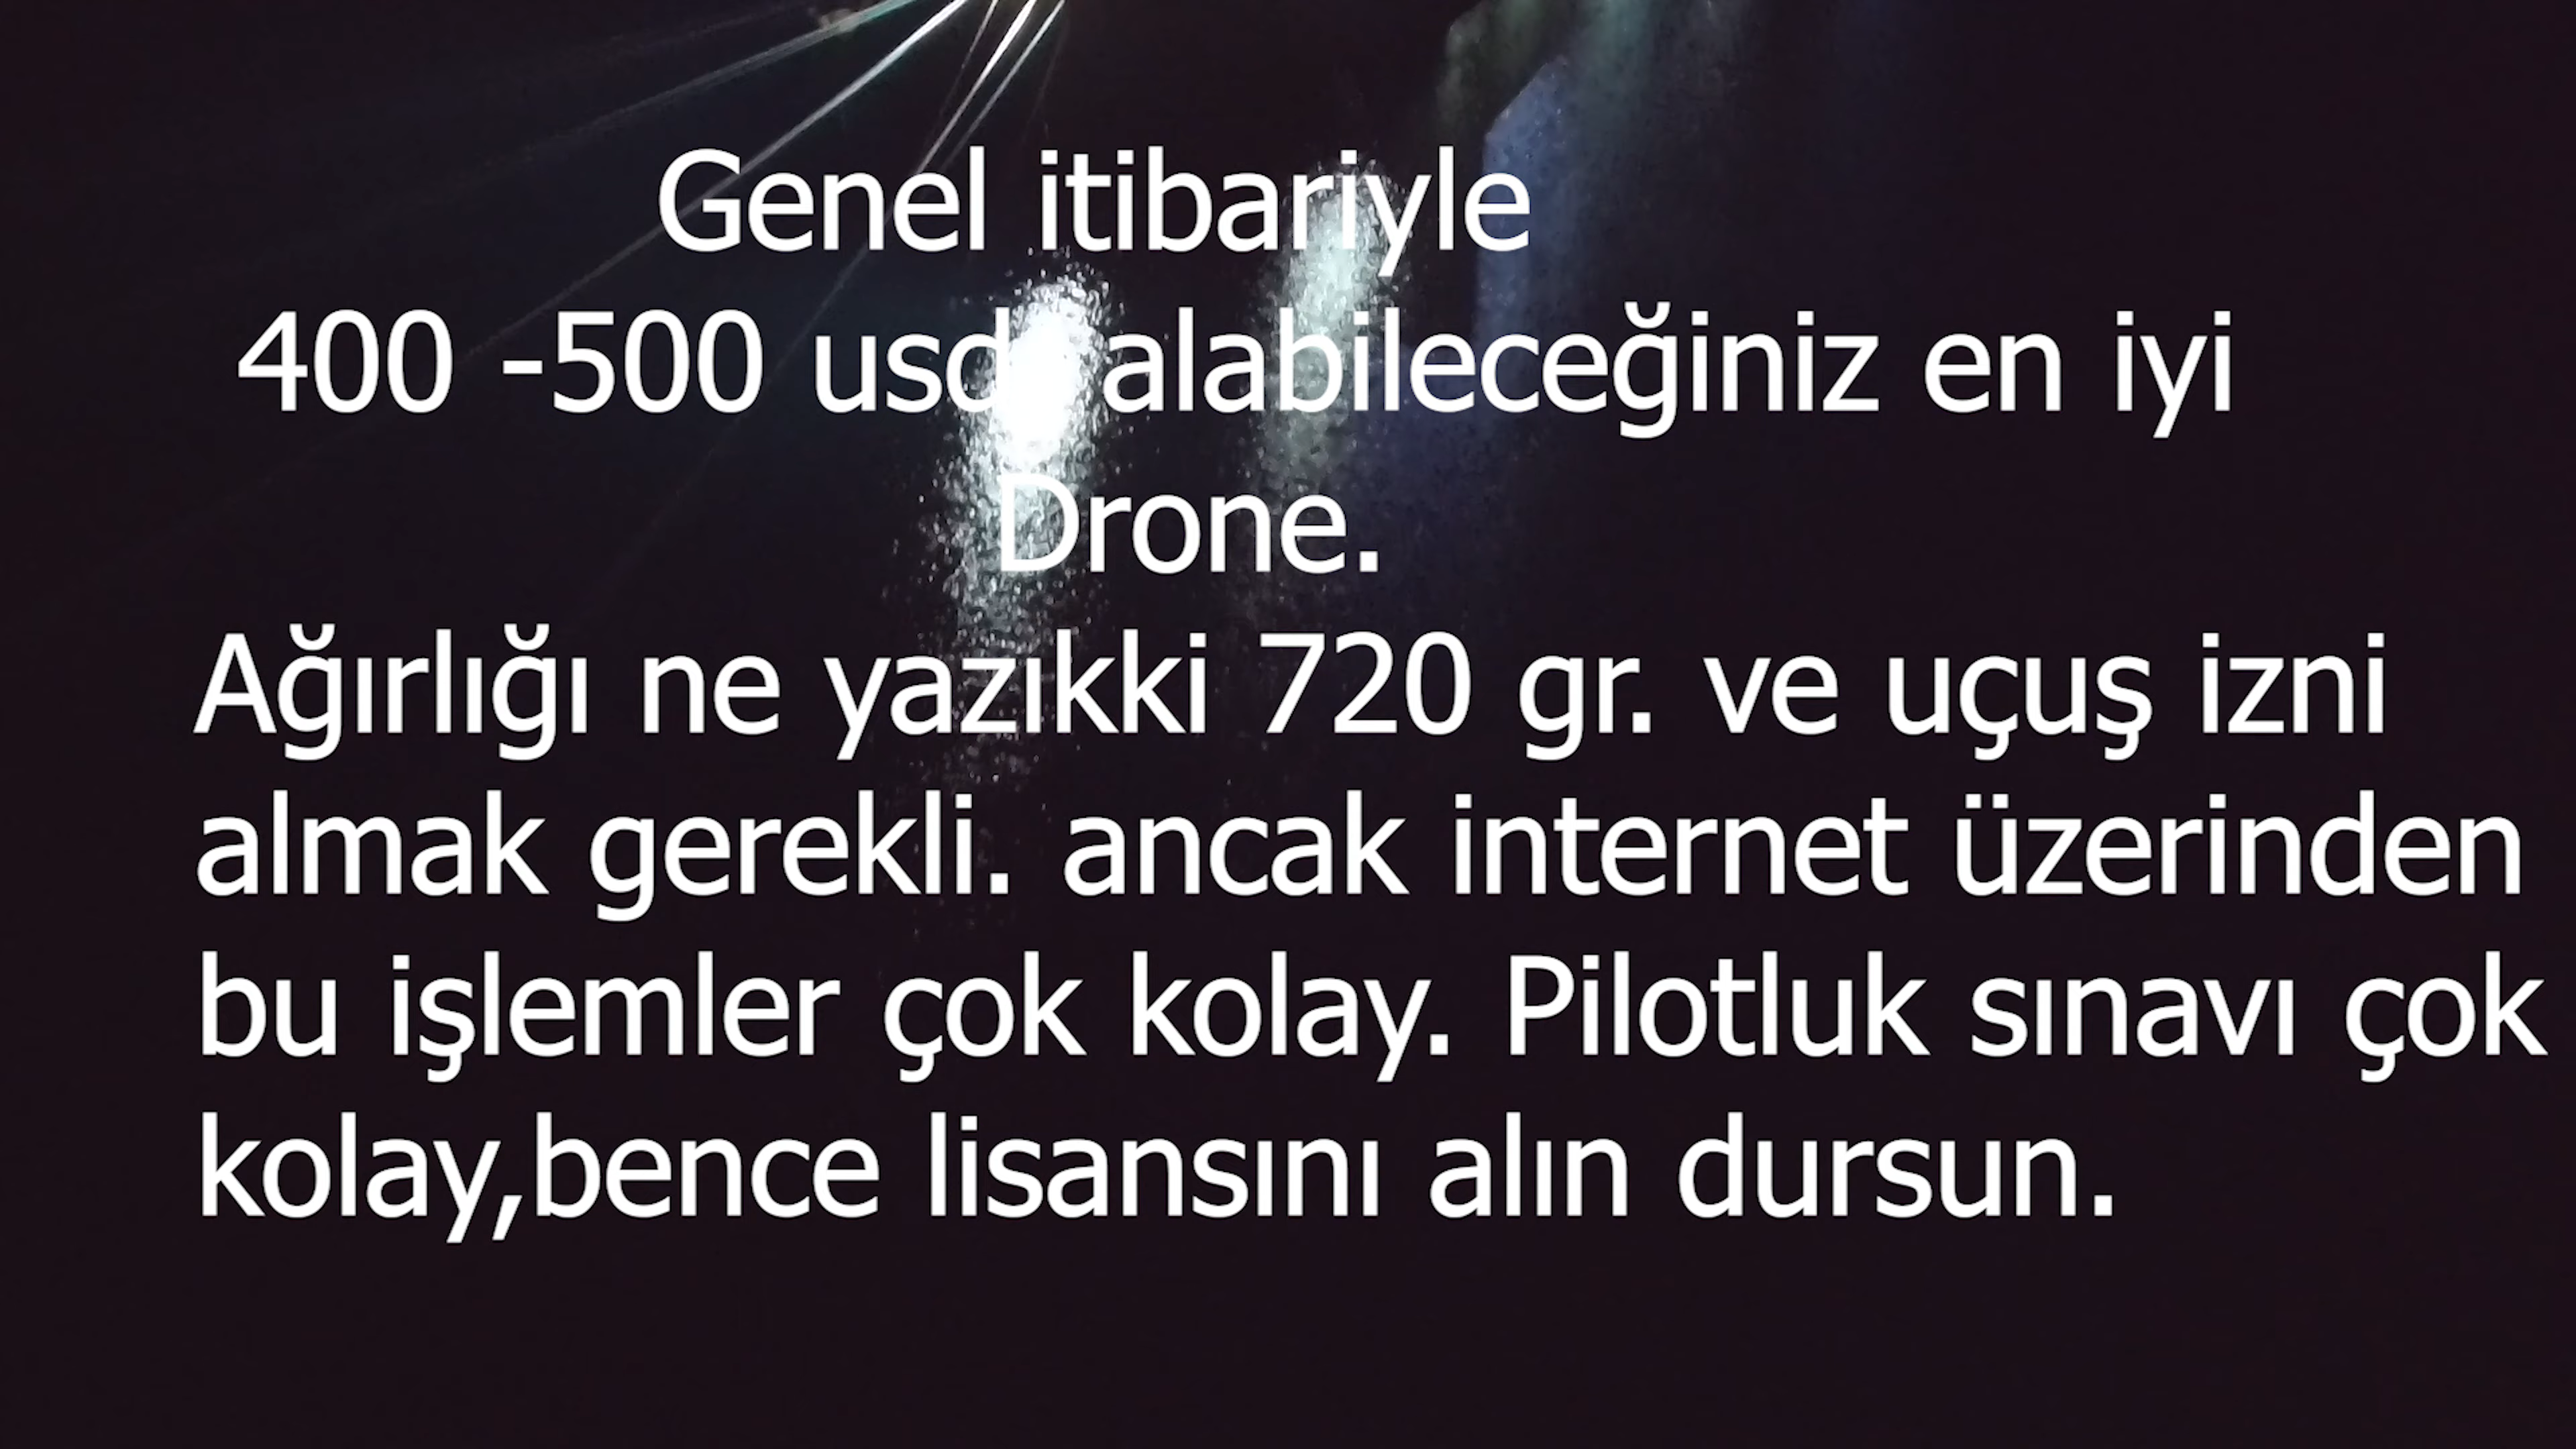 Genel itibariyle
400 -500 usd alabileceğiniz en iyi
Drone.
Ağırlığı ne yazıkki 720 gr. ve uçuş izni
almak gerekli. ancak internet üzerinden
bu işlemler çok kolay. Pilotluk sınavı çok
kolay,bence lisansını alın dursun.